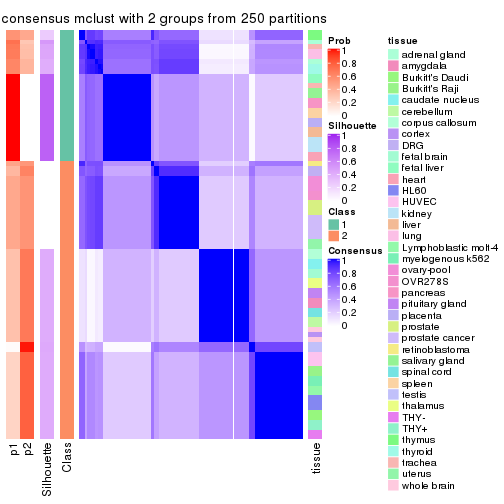 consensus mclust with 2 groups from 250 partitions
Prob
1
0.8
0.6
0.4
0.2
0
Silhouette
1
0.8
0.6
0.4
0.2
0
Class
1
2
Consensus
1
0.8
0.6
0.4
0.2
0
tissue
adrenal gland
amygdala
Burkitt's Daudi
Burkitt's Raji
caudate nucleus
cerebellum
corpus callosum
cortex
DRG
fetal brain
fetal liver
heart
HL60
HUVEC
kidney
liver
lung
Lymphoblastic molt-4
myelogenous k562
ovary-pool
OVR278S
pancreas
pituitary gland
placenta
prostate
prostate cancer
retinoblastoma
salivary gland
spinal cord
spleen
testis
thalamus
THY-
THY+
thymus
thyroid
trachea
uterus
whole brain
p1
p2
Silhouette
Class
tissue